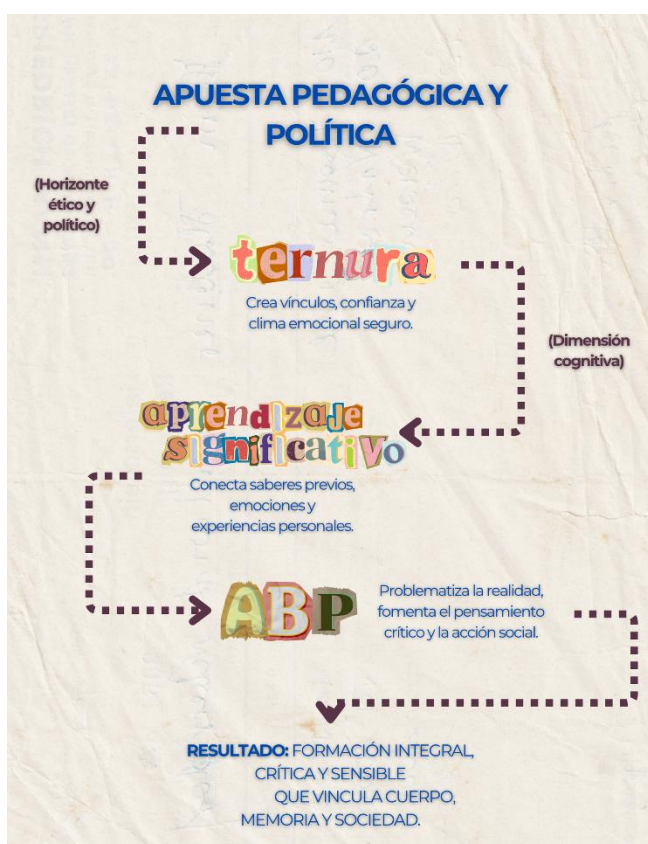 APUESTA PEDAGÓGICA Y
POLÍTICA
(Horizonte
ético y
político)
ternura
Crea vínculos, confianza y
clima emocional seguro.
(Dimensión
cognitiva)
aprendizaje
significativo
Conecta saberes previos,
emociones y
experiencias personales.
ABP
Problematiza la realidad,
fomenta el pensamiento
crítico y la acción social.
RESULTADO: FORMACIÓN INTEGRAL,
CRÍTICA Y SENSIBLE
QUE VINCULA CUERPO,
MEMORIA Y SOCIEDAD.